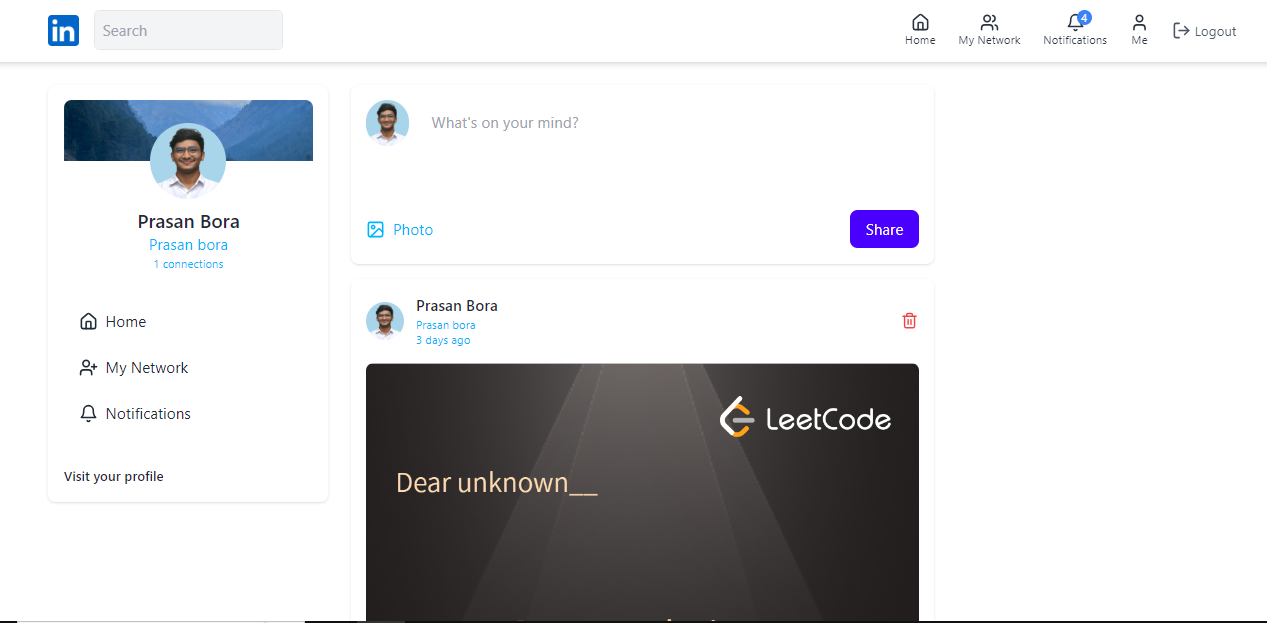 in
Search
Home
My Network
4
Notifications
Me
Logout
Prasan Bora
Prasan bora
1 connections
Home
My Network
Notifications
Visit your profile
What's on your mind?
Photo
Share
Prasan Bora
Prasan bora
3 days ago
LeetCode
Dear unknown__